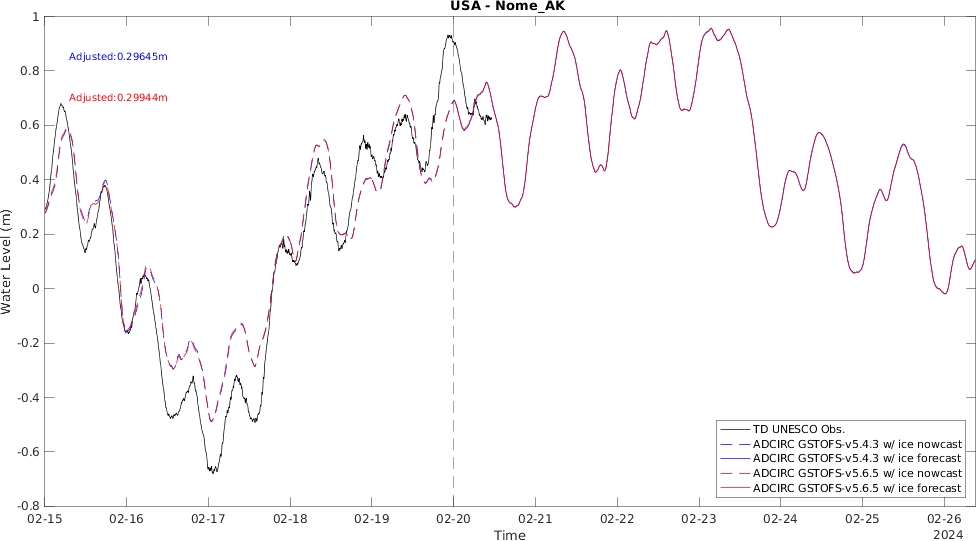 USA - Nome_AK
Adjusted:0.29645m
Adjusted:0.29944m
Water Level (m)
1
0.8
0.6
0.4
0.2
0
-0.2
-0.4
-0.6
-0.8
TD UNESCO Obs.
ADCIRC GSTOFS-v5.4.3 w/ ice nowcast
ADCIRC GSTOFS-v5.4.3 w/ ice forecast
ADCIRC GSTOFS-v5.6.5 w/ ice nowcast
ADCIRC GSTOFS-v5.6.5 w/ ice forecast
02-15 02-16 02-17 02-18 02-19 02-20 02-21 02-22 02-23 02-24 02-25 02-26
Time
2024